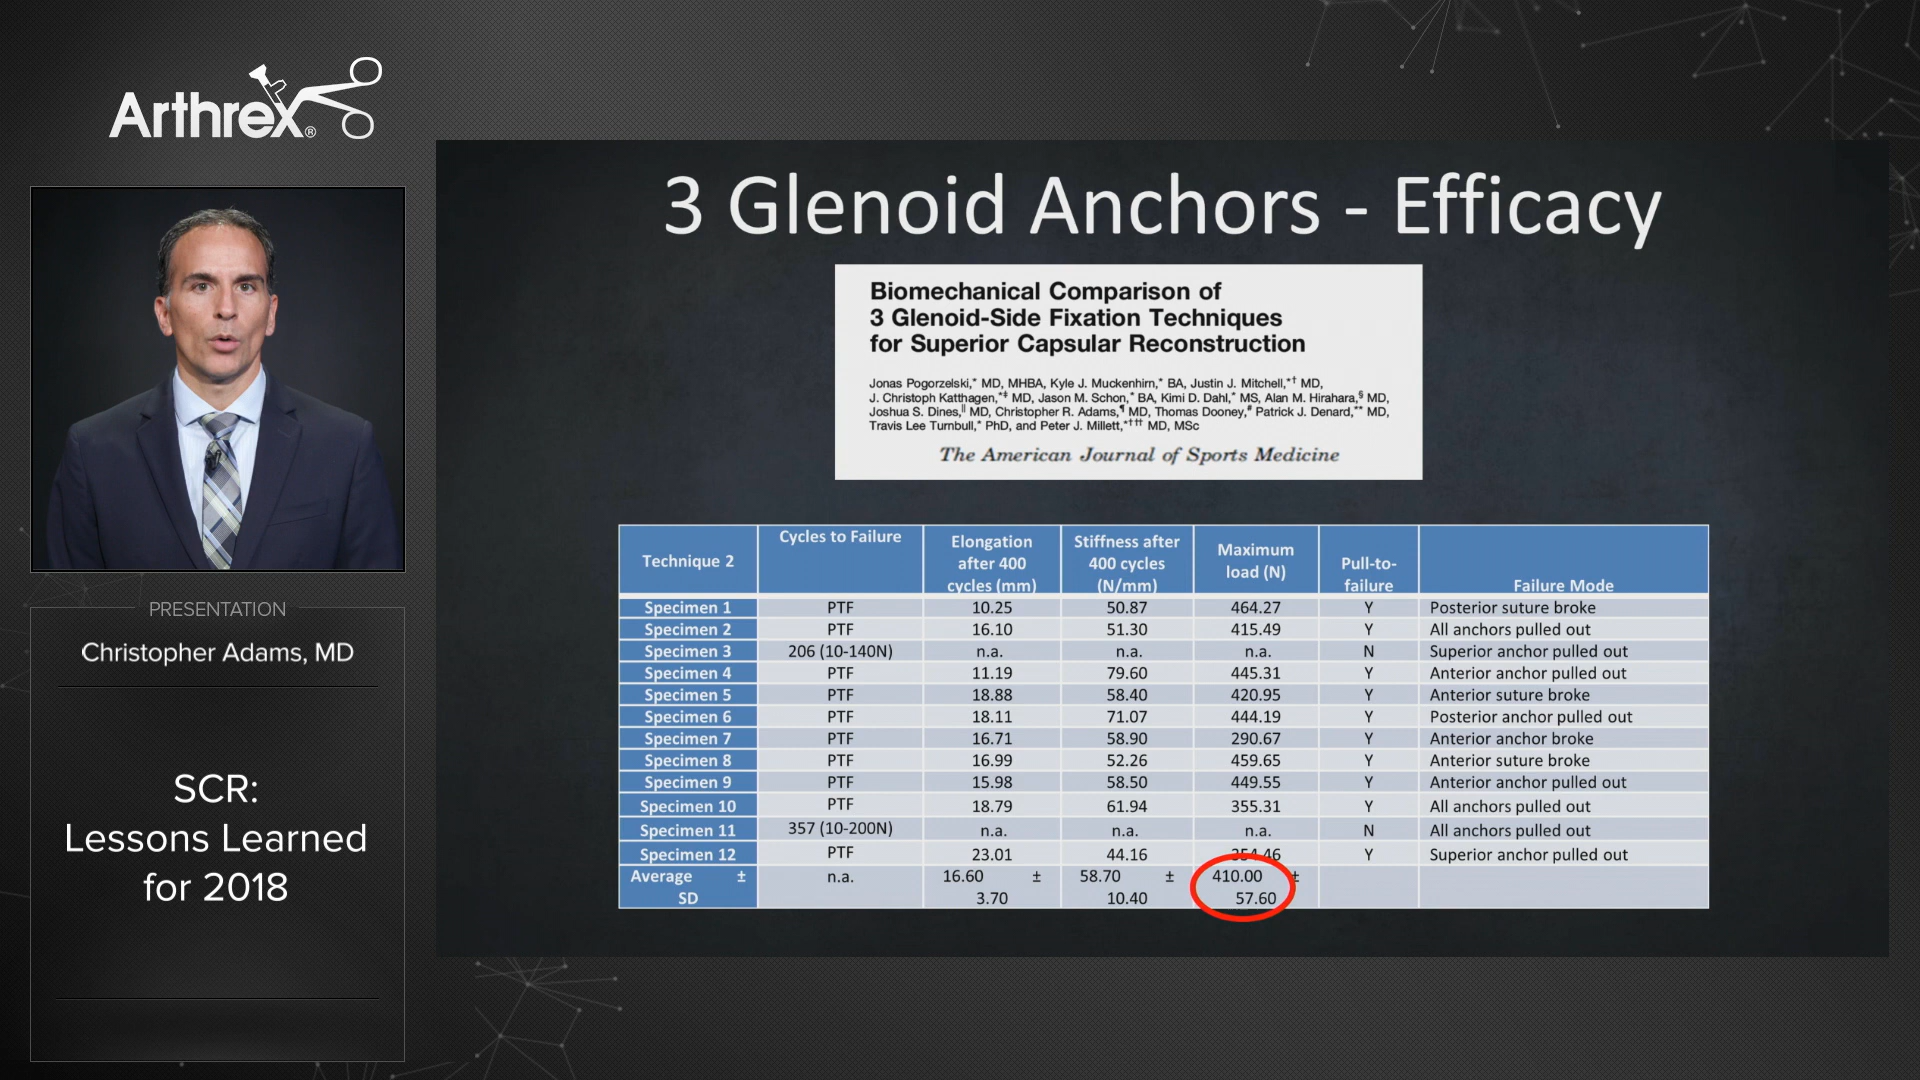 Arthrex®
PRESENTATION
Christopher Adams, MD
SCR:
Lessons Learned
for 2018
3 Glenoid Anchors - Efficacy
Biomechanical Comparison of
3 Glenoid-Side Fixation Techniques
for Superior Capsular Reconstruction
Jonas Pogorzelski,* MD, MHBA, Kyle J. Muckenhirn,* BA, Justin J. Mitchell,*† MD,
J. Christoph Katthagen,*‡ MD, Jason M. Schon,* BA, Kimi D. Dahl,* MS, Alan M. Hirahara,§ MD,
Joshua S. Dines,|| MD, Christopher R. Adams,¶ MD, Thomas Dooney,# Patrick J. Denard,** MD,
Travis Lee Turnbull,* PhD, and Peter J. Millett,*††† MD, MSc
The American Journal of Sports Medicine
Technique 2 Cycles to Failure Elongation after 400 cycles (mm) Stiffness after 400 cycles (N/mm) Maximum load (N) Pull-to-failure Failure Mode
Specimen 1 PTF 10.25 50.87 464.27 Y Posterior suture broke
Specimen 2 PTF 16.10 51.30 415.49 Y All anchors pulled out
Specimen 3 206 (10-140N) n.a. n.a. n.a. N Superior anchor pulled out
Specimen 4 PTF 11.19 79.60 445.31 Y Anterior anchor pulled out
Specimen 5 PTF 18.88 58.40 420.95 Y Anterior suture broke
Specimen 6 PTF 18.11 71.07 444.19 Y Posterior anchor pulled out
Specimen 7 PTF 16.71 58.90 290.67 Y Anterior anchor broke
Specimen 8 PTF 16.99 52.26 459.65 Y Anterior suture broke
Specimen 9 PTF 15.98 58.50 449.55 Y Anterior anchor pulled out
Specimen 10 PTF 18.79 61.94 355.31 Y All anchors pulled out
Specimen 11 357 (10-200N) n.a. n.a. n.a. N All anchors pulled out
Specimen 12 PTF 23.01 44.16 354.46 Y Superior anchor pulled out
Average ± n.a. 16.60 ± 58.70 ± 410.00 ±
SD 3.70 10.40 57.60